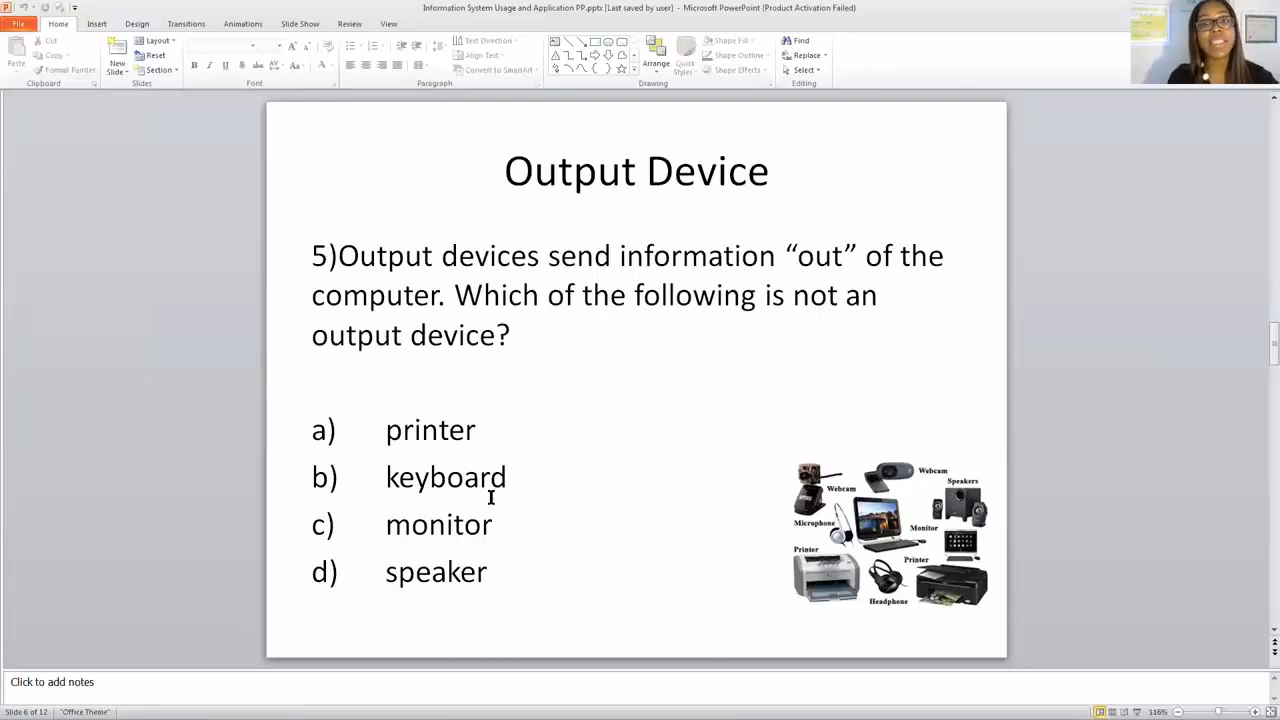 Information System Usage and Application PP.pptx [Last saved by user] - Microsoft PowerPoint (Product Activation Failed)
File Home Insert Design Transitions Animations Slide Show Review View
Paste
Cut
Copy
Format Painter
Clipboard
New Slide
Layout
Reset
Section
Slides
Font
Text Direction
Align Text
Convert to SmartArt
Paragraph
Arrange
Quick Styles
Shape Fill
Shape Outline
Shape Effects
Drawing
Find
Replace
Select
Editing
Output Device
5)Output devices send information “out” of the
computer. Which of the following is not an
output device?
a) printer
b) keyboard
c) monitor
d) speaker
Webcam
Speakers
Webcam
Microphone
Monitor
Printer
Printer
Headphone
Click to add notes
Slide 6 of 12 "Office Theme" 116%